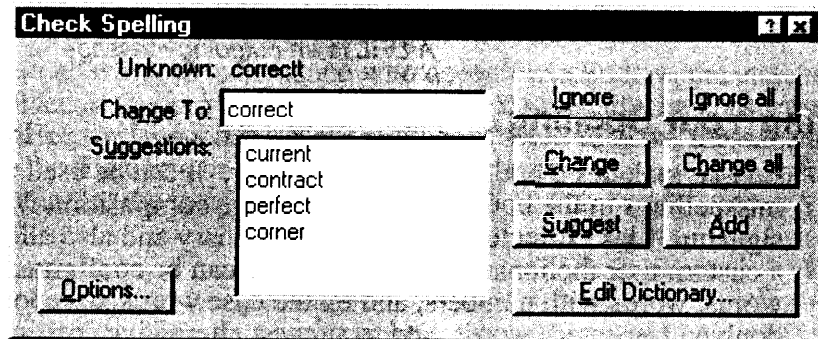 Check Spelling
Unknown: correctt
Change To: correct
Ignore
Ignore all
Suggestions:
current
contract
perfect
corner
Change
Change all
Suggest
Add
Options...
Edit Dictionary...